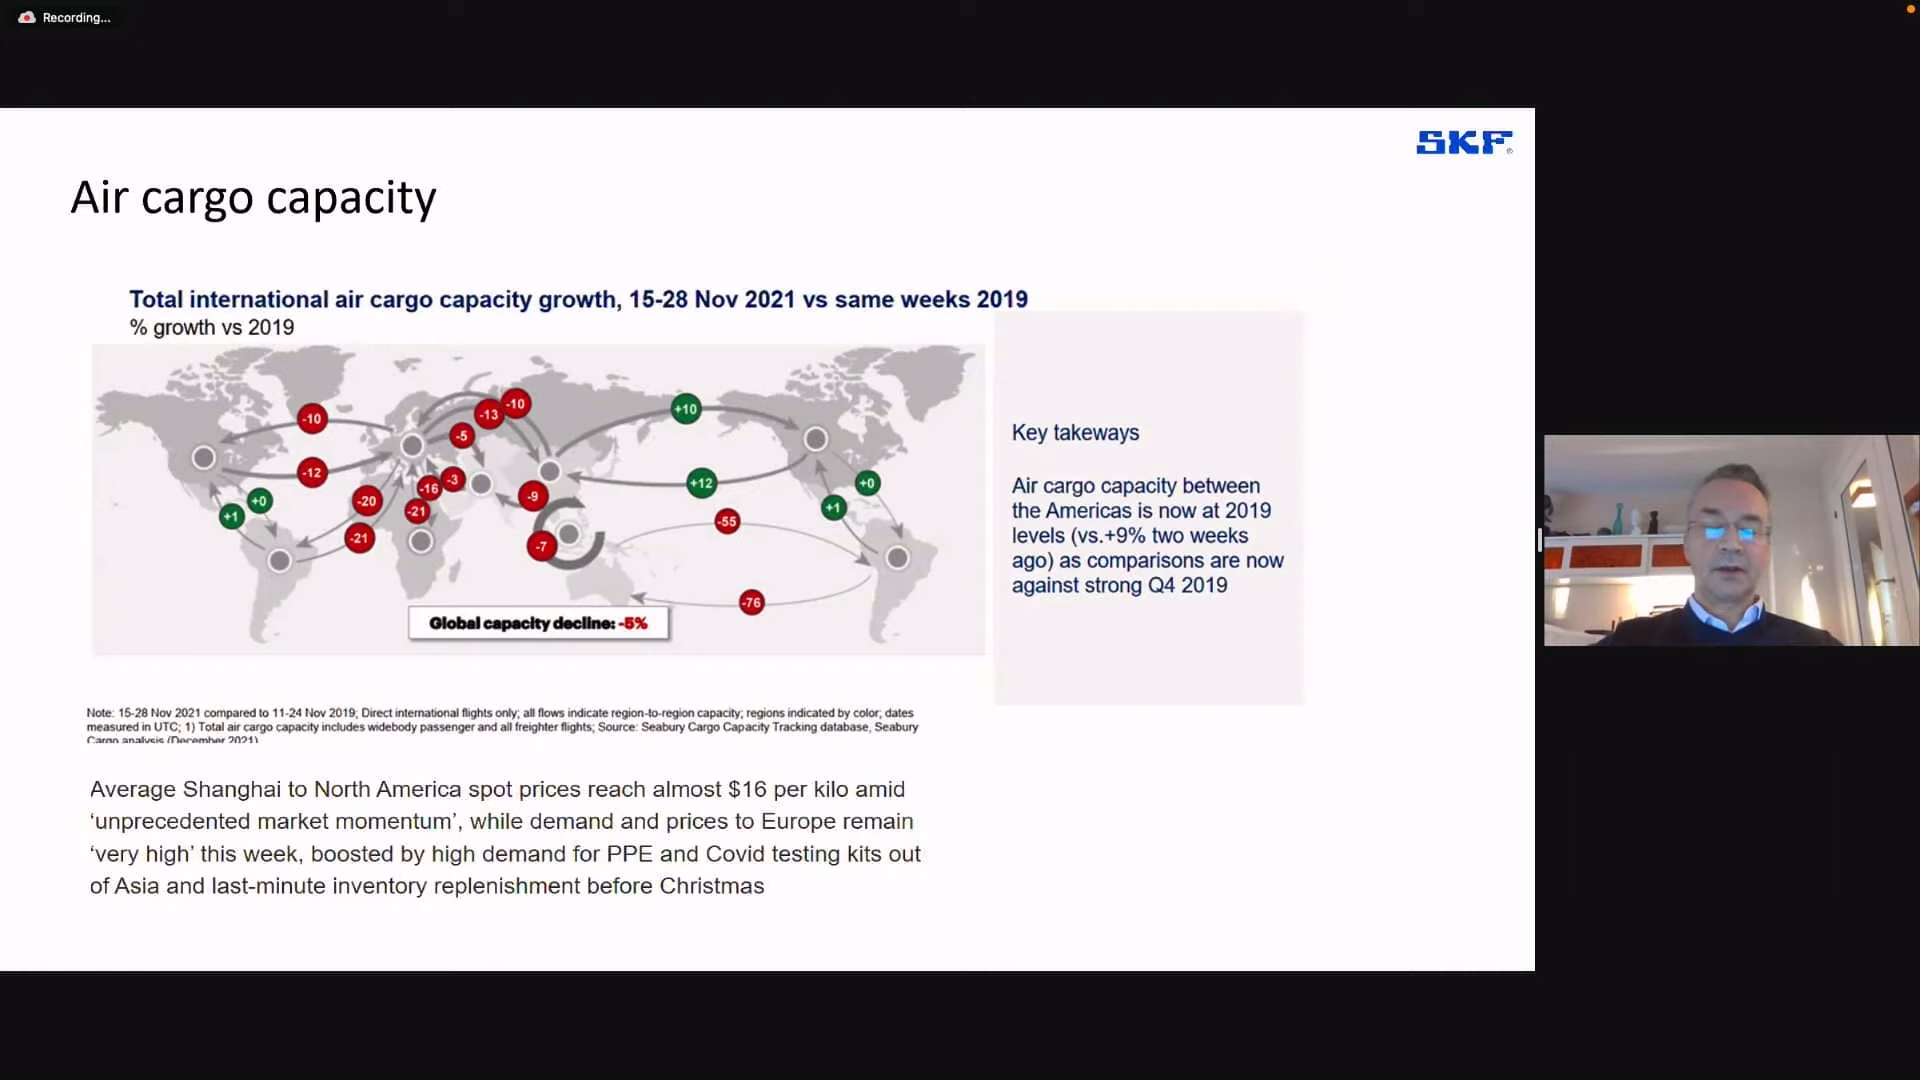 Recording...
SKF
Air cargo capacity
Total international air cargo capacity growth, 15-28 Nov 2021 vs same weeks 2019
% growth vs 2019
-10
-12
+0
+1
-20
-21
-16
-3
-21
-5
-13
-10
-9
-7
+10
+12
-55
-76
+0
+1
Global capacity decline: -5%
Key takeways
Air cargo capacity between
the Americas is now at 2019
levels (vs.+9% two weeks
ago) as comparisons are now
against strong Q4 2019
Note: 15-28 Nov 2021 compared to 11-24 Nov 2019; Direct international flights only; all flows indicate region-to-region capacity; regions indicated by color; dates
measured in UTC; 1) Total air cargo capacity includes widebody passenger and all freighter flights; Source: Seabury Cargo Capacity Tracking database, Seabury
Cargo analysis (December 2021)
Average Shanghai to North America spot prices reach almost $16 per kilo amid
‘unprecedented market momentum’, while demand and prices to Europe remain
‘very high’ this week, boosted by high demand for PPE and Covid testing kits out
of Asia and last-minute inventory replenishment before Christmas